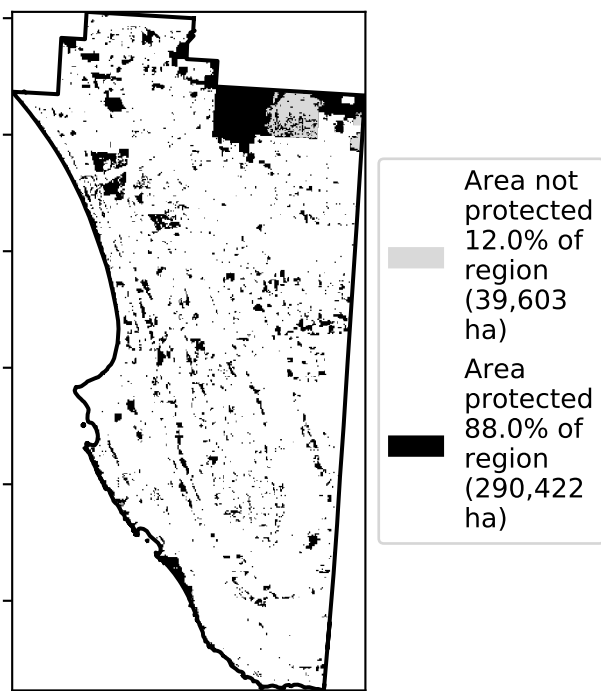 Area not
protected
12.0% of
region
(39,603
ha)
Area
protected
88.0% of
region
(290,422
ha)